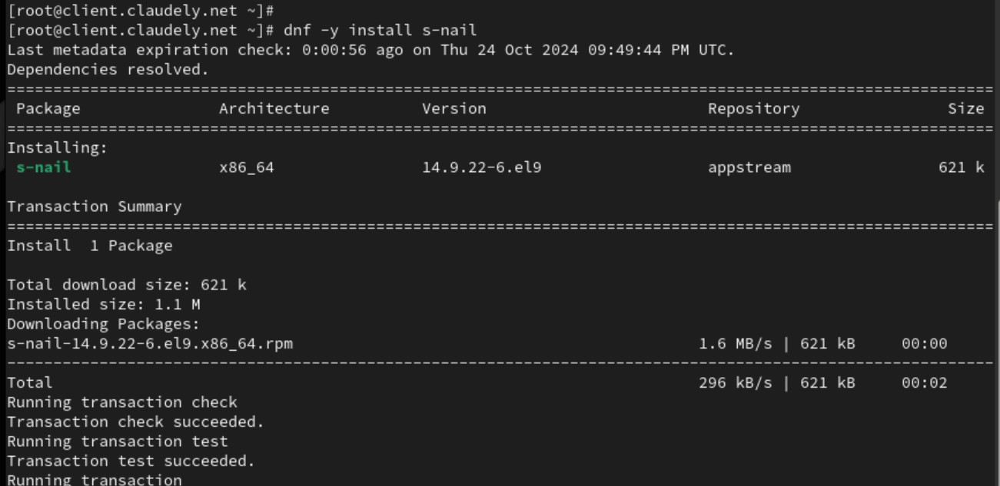 [root@client.claudely.net ~]#
[root@client.claudely.net ~]# dnf -y install s-nail
Last metadata expiration check: 0:00:56 ago on Thu 24 Oct 2024 09:49:44 PM UTC.
Dependencies resolved.
================================================================================
Package Architecture Version Repository Size
================================================================================
Installing:
s-nail x86_64 14.9.22-6.el9 appstream 621 k
Transaction Summary
================================================================================
Install 1 Package
Total download size: 621 k
Installed size: 1.1 M
Downloading Packages:
s-nail-14.9.22-6.el9.x86_64.rpm 1.6 MB/s | 621 kB 00:00
--------------------------------------------------------------------------------
Total 296 kB/s | 621 kB 00:02
Running transaction check
Transaction check succeeded.
Running transaction test
Transaction test succeeded.
Running transaction